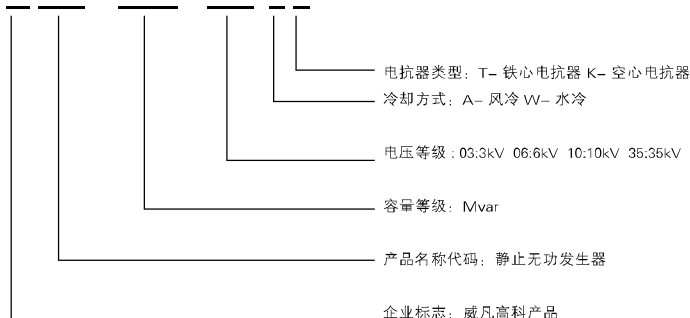 电抗器类型：T- 铁心电抗器 K- 空心电抗器
冷却方式：A- 风冷 W- 水冷
电压等级：03:3kV 06:6kV 10:10kV 35:35kV
容量等级：Mvar
产品名称代码：静止无功发生器
企业标志：威凡高科产品